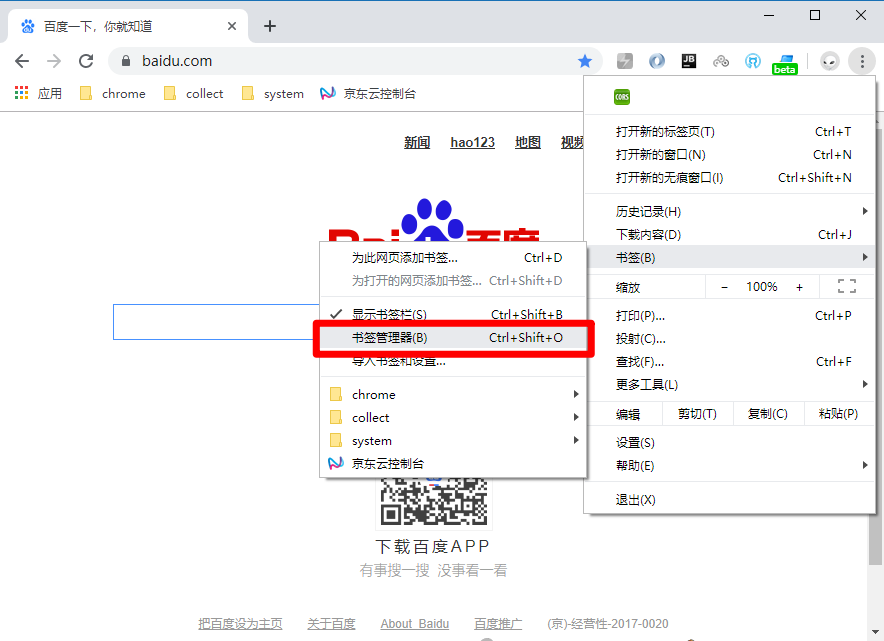 百度一下，你就知道
baidu.com
JB
beta
应用 chrome collect system 京东云控制台
CORS
新闻 hao123 地图 视频
打开新的标签页(T) Ctrl+T
打开新的窗口(N) Ctrl+N
打开新的无痕窗口(I) Ctrl+Shift+N
历史记录(H)
下载内容(D) Ctrl+J
书签(B)
缩放 − 100% +
打印(P)... Ctrl+P
投射(C)...
查找(F)... Ctrl+F
更多工具(L)
编辑 剪切(T) 复制(C) 粘贴(P)
设置(S)
帮助(E)
退出(X)
百度
为此网页添加书签... Ctrl+D
为打开的网页添加书签... Ctrl+Shift+D
显示书签栏(S) Ctrl+Shift+B
书签管理器(B) Ctrl+Shift+O
导入书签和设置...
chrome
collect
system
京东云控制台
下载百度APP
有事搜一搜 没事看一看
把百度设为主页 关于百度 About Baidu 百度推广 (京)-经营性-2017-0020